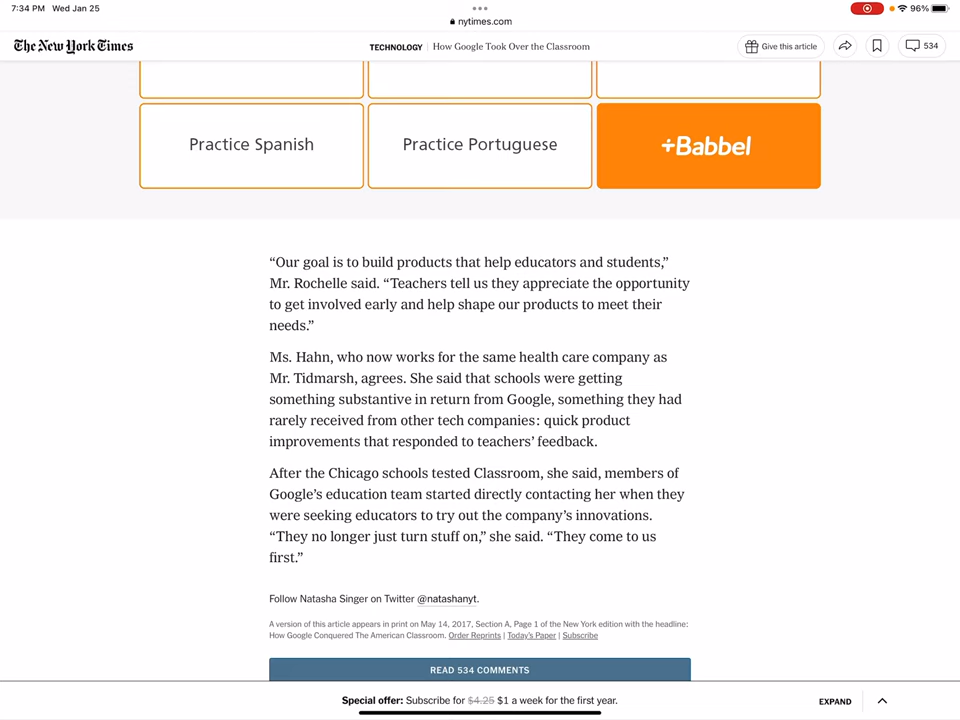 7:34 PM Wed Jan 25
96%
nytimes.com
The New York Times
TECHNOLOGY | How Google Took Over the Classroom
Give this article
534
Practice Spanish
Practice Portuguese
+Babbel
“Our goal is to build products that help educators and students,”
Mr. Rochelle said. “Teachers tell us they appreciate the opportunity
to get involved early and help shape our products to meet their
needs.”
Ms. Hahn, who now works for the same health care company as
Mr. Tidmarsh, agrees. She said that schools were getting
something substantive in return from Google, something they had
rarely received from other tech companies: quick product
improvements that responded to teachers’ feedback.
After the Chicago schools tested Classroom, she said, members of
Google’s education team started directly contacting her when they
were seeking educators to try out the company’s innovations.
“They no longer just turn stuff on,” she said. “They come to us
first.”
Follow Natasha Singer on Twitter @natashanyt.
A version of this article appears in print on May 14, 2017, Section A, Page 1 of the New York edition with the headline:
How Google Conquered The American Classroom. Order Reprints | Today’s Paper | Subscribe
READ 534 COMMENTS
Special offer: Subscribe for $4.25 $1 a week for the first year.
EXPAND